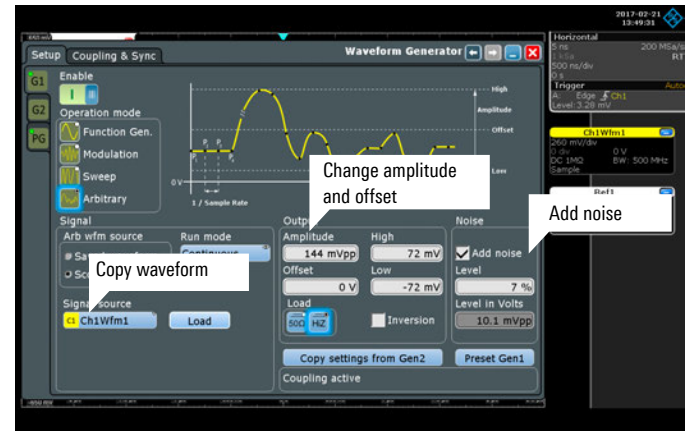 2017-02-21
13:49:31
Setup
Coupling & Sync
Waveform Generator
Horizontal
5 ns
200 MSa/s
1 kSa
RT
500 ns/div
0 s
Trigger
Auto
A:
Edge
Ch1
Level: 3.28 mV
G1
G2
PG
Enable
Operation mode
Function Gen.
Modulation
Sweep
Arbitrary
High
Amplitude
Offset
Low
0 V
1 / Sample Rate
Ch1Wfm1
260 mV/div
0 div
0 V
DC 1MΩ
BW: 500 MHz
Sample
Ref1
Change amplitude
and offset
Add noise
Copy waveform
Signal
Arb wfm source
Run mode
Signal source
C1 Ch1Wfm1
Load
Amplitude
High
144 mVpp
72 mV
Offset
Low
0 V
-72 mV
Load
50Ω
HiZ
Inversion
Noise
Add noise
Level
7 %
Level in Volts
10.1 mVpp
Copy settings from Gen2
Preset Gen1
Coupling active